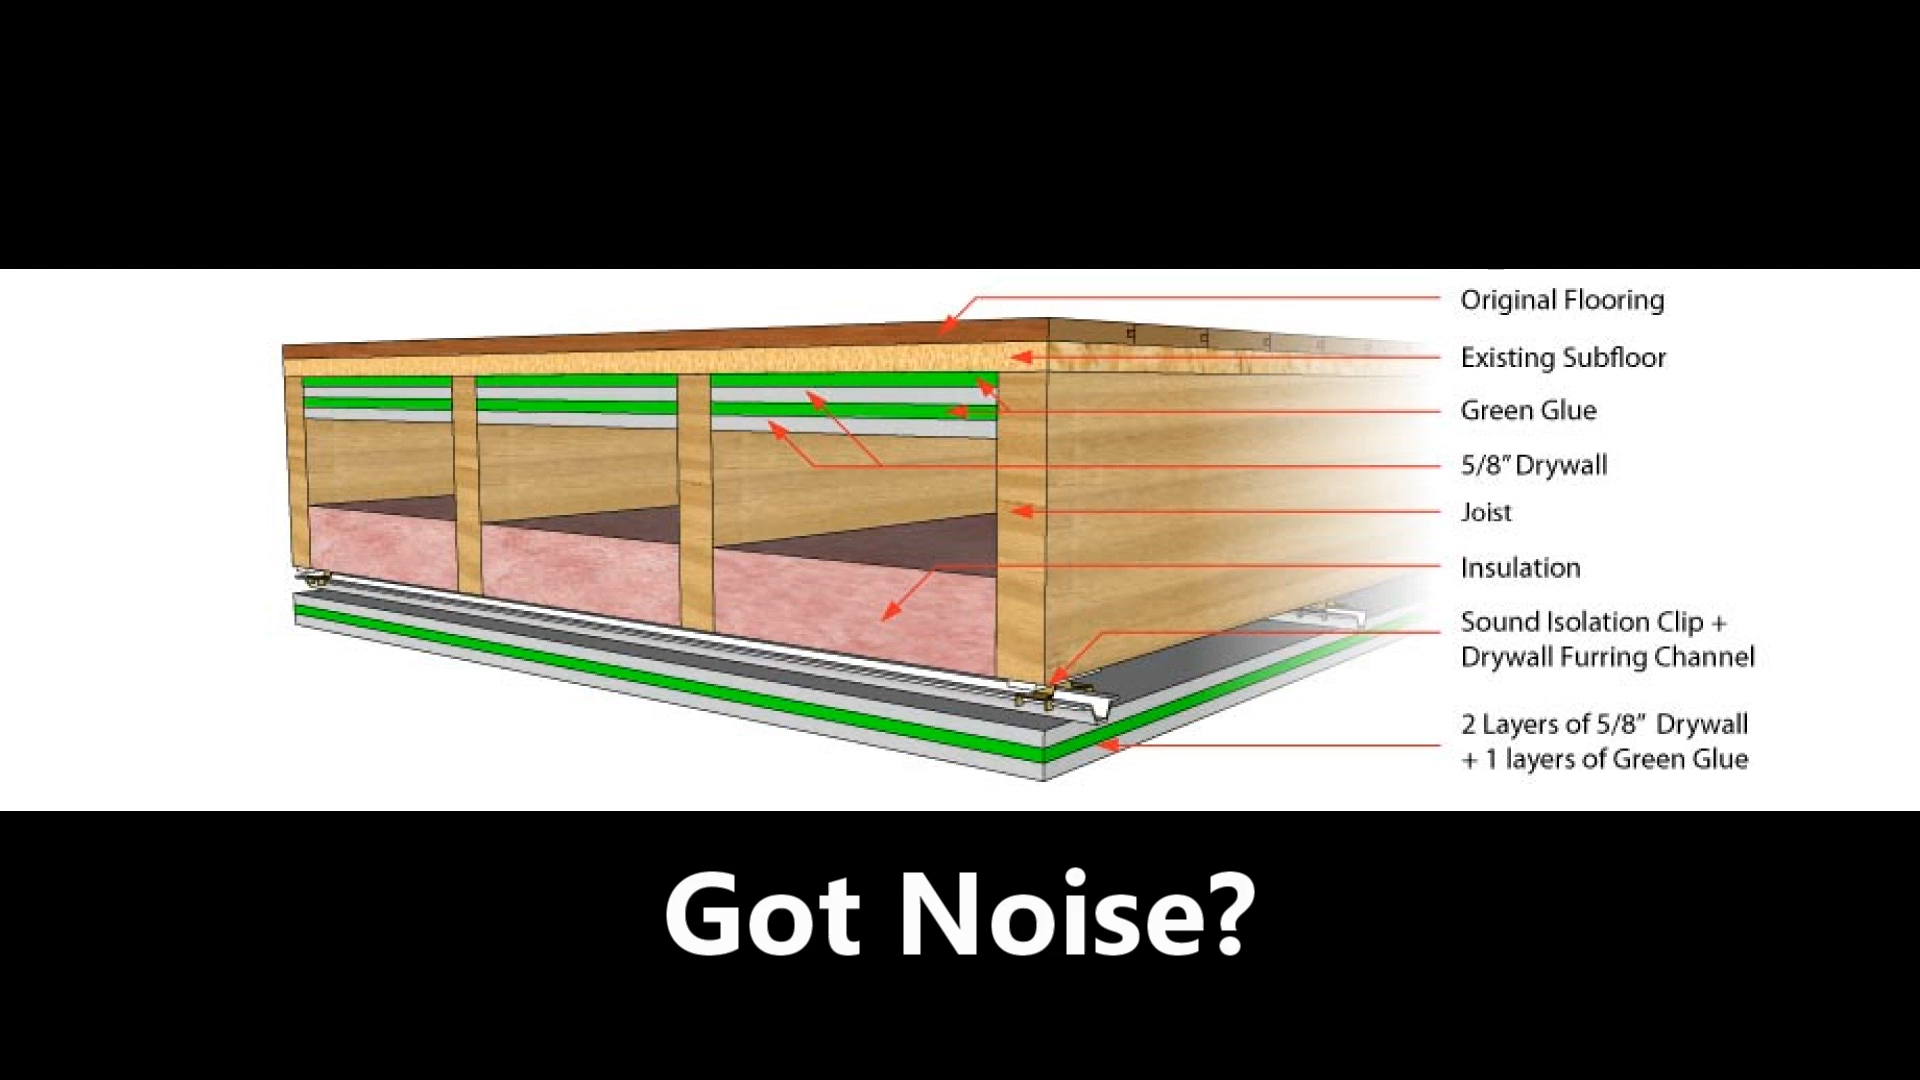 Original Flooring
Existing Subfloor
Green Glue
5/8” Drywall
Joist
Insulation
Sound Isolation Clip +
Drywall Furring Channel
2 Layers of 5/8” Drywall
+ 1 layers of Green Glue
Got Noise?